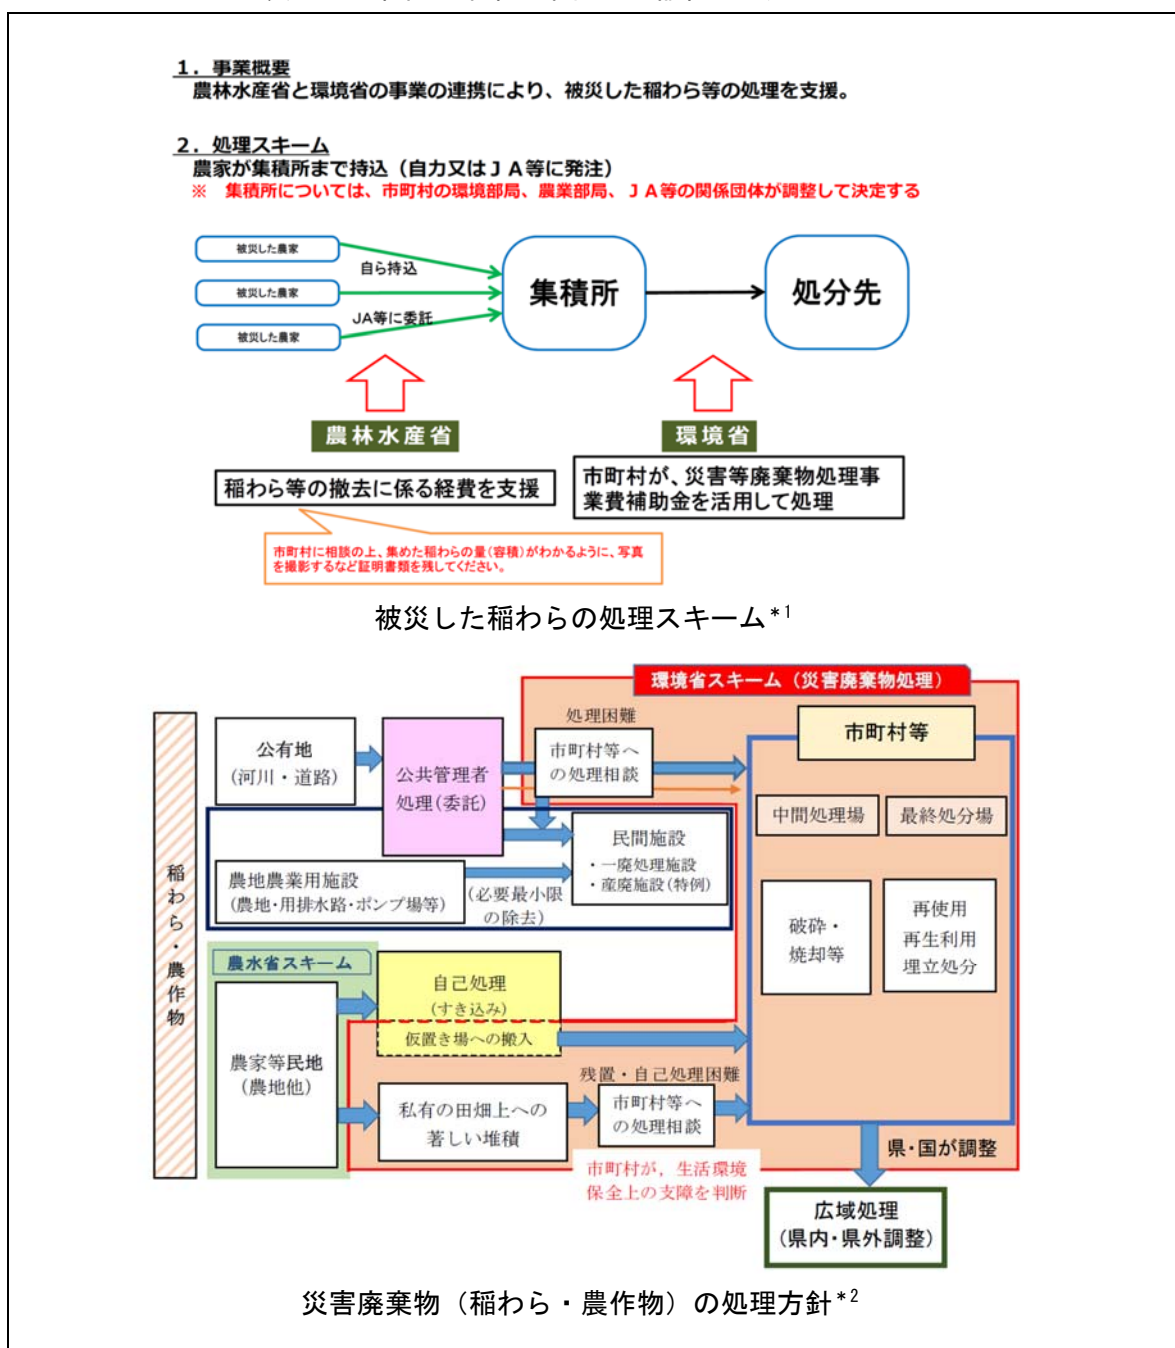 1．事業概要
農林水産省と環境省の事業の連携により、被災した稲わら等の処理を支援。
2．処理スキーム
農家が集積所まで持込（自力又はＪＡ等に発注）
※　集積所については、市町村の環境部局、農業部局、ＪＡ等の関係団体が調整して決定する
被災した農家
自ら持込
被災した農家
JA等に委託
被災した農家
集積所
処分先
農林水産省
環境省
稲わら等の撤去に係る経費を支援
市町村が、災害等廃棄物処理事
業費補助金を活用して処理
市町村に相談の上、集めた稲わらの量（容積）がわかるように、写真
を撮影するなど証明書類を残してください。
被災した稲わらの処理スキーム*1
環境省スキーム（災害廃棄物処理）
稲わら・農作物
公有地
（河川・道路）
公共管理者
処理（委託）
処理困難
市町村等へ
の処理相談
市町村等
中間処理場
最終処分場
民間施設
・一廃処理施設
・産廃施設（特例）
農地農業用施設
（農地・用排水路・ポンプ場等）
（必要最小限
の除去）
破砕・
焼却等
再使用
再生利用
埋立処分
農水省スキーム
農家等民地
（農地他）
自己処理
（すき込み）
仮置き場への搬入
私有の田畑上への
著しい堆積
残置・自己処理困難
市町村等へ
の処理相談
市町村が，生活環境
保全上の支障を判断
県・国が調整
広域処理
（県内・県外調整）
災害廃棄物（稲わら・農作物）の処理方針*2